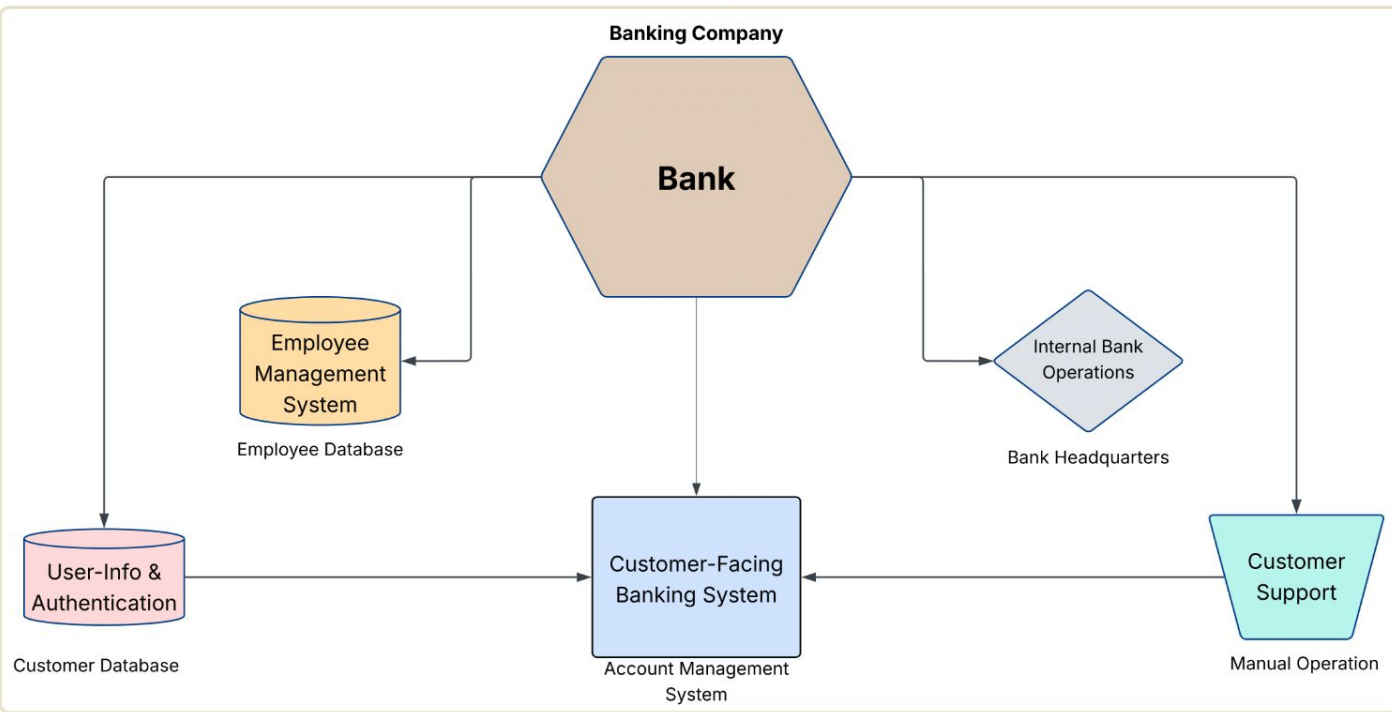 Banking Company
Bank
Employee
Management
System
Employee Database
Internal Bank
Operations
Bank Headquarters
User-Info &
Authentication
Customer Database
Customer-Facing
Banking System
Account Management
System
Customer
Support
Manual Operation